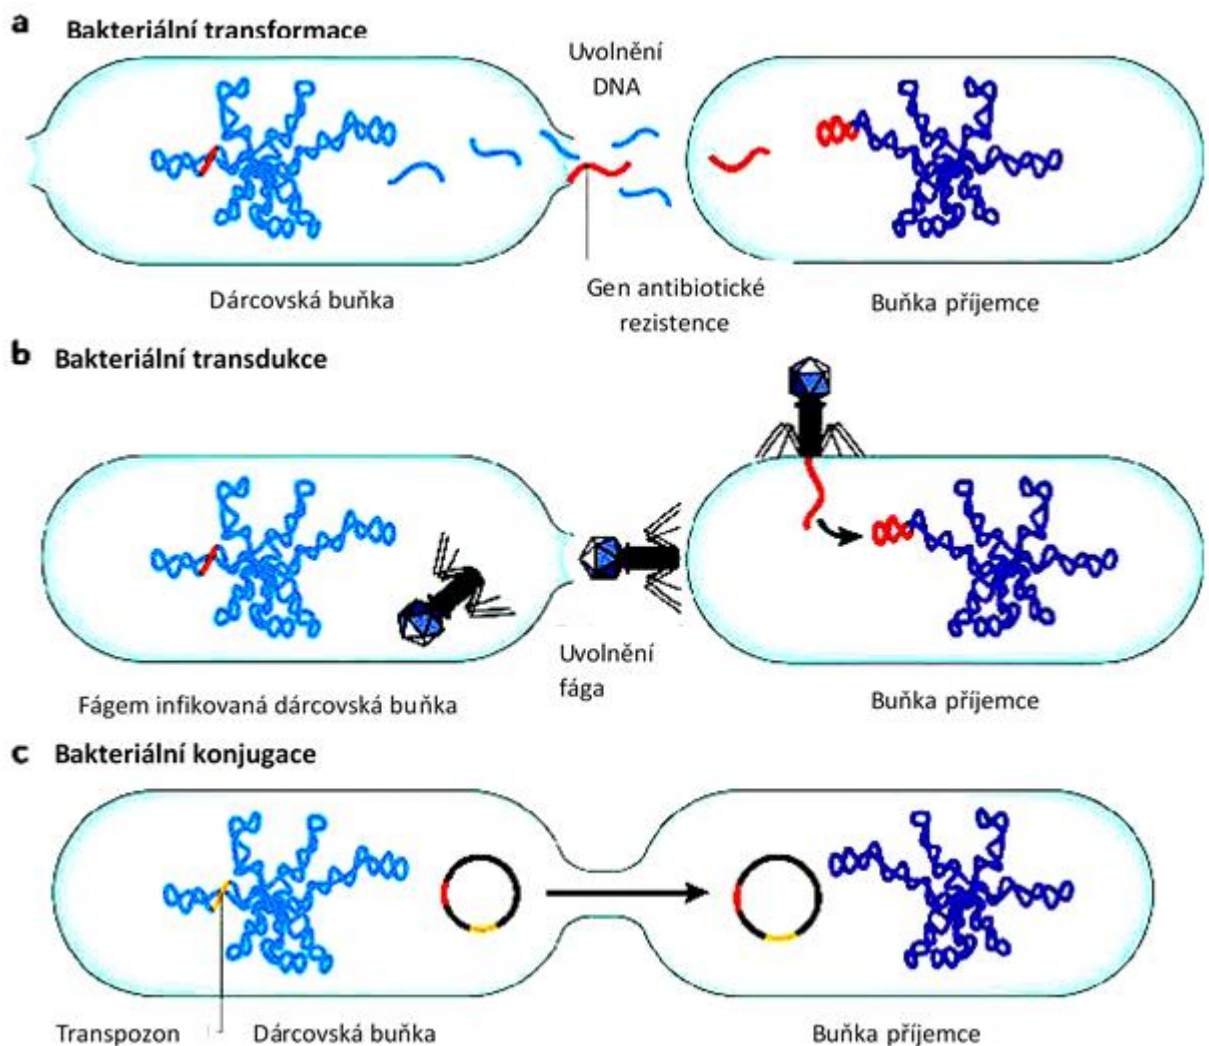 a Bakteriální transformace
Uvolnění
DNA
Dárcovská buňka
Gen antibiotické
rezistence
Buňka příjemce
b Bakteriální transdukce
Uvolnění
fága
Fágem infikovaná dárcovská buňka
Buňka příjemce
c Bakteriální konjugace
Transpozon
Dárcovská buňka
Buňka příjemce